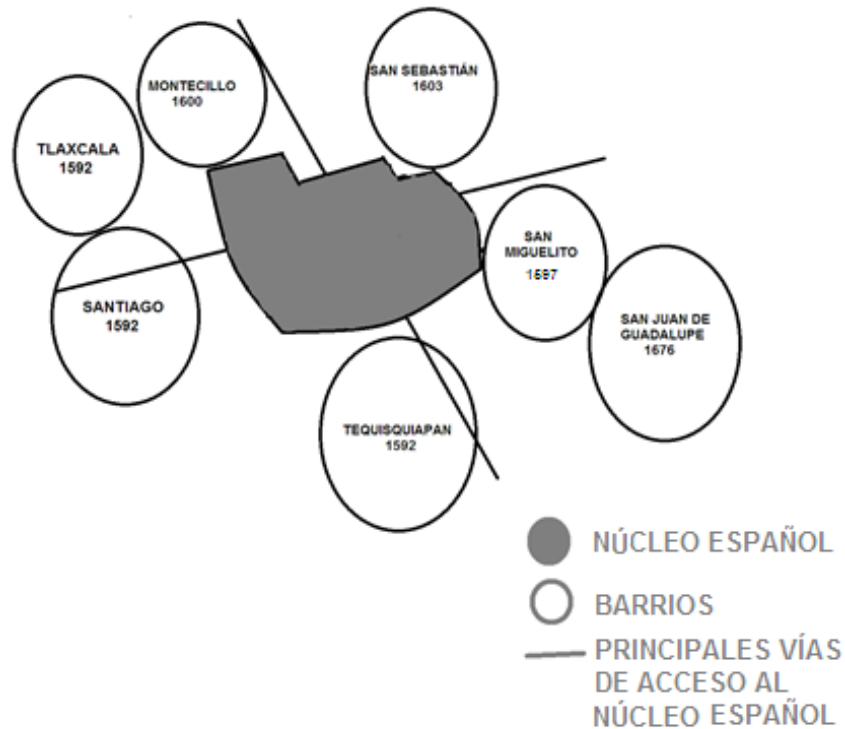 MONTECILLO
1600
SAN SEBASTIÁN
1603
TLAXCALA
1592
SAN
MIGUELITO
1597
SANTIAGO
1592
SAN JUAN DE
GUADALUPE
1676
TEQUISQUIAPAN
1592
NÚCLEO ESPAÑOL
BARRIOS
PRINCIPALES VÍAS
DE ACCESO AL
NÚCLEO ESPAÑOL